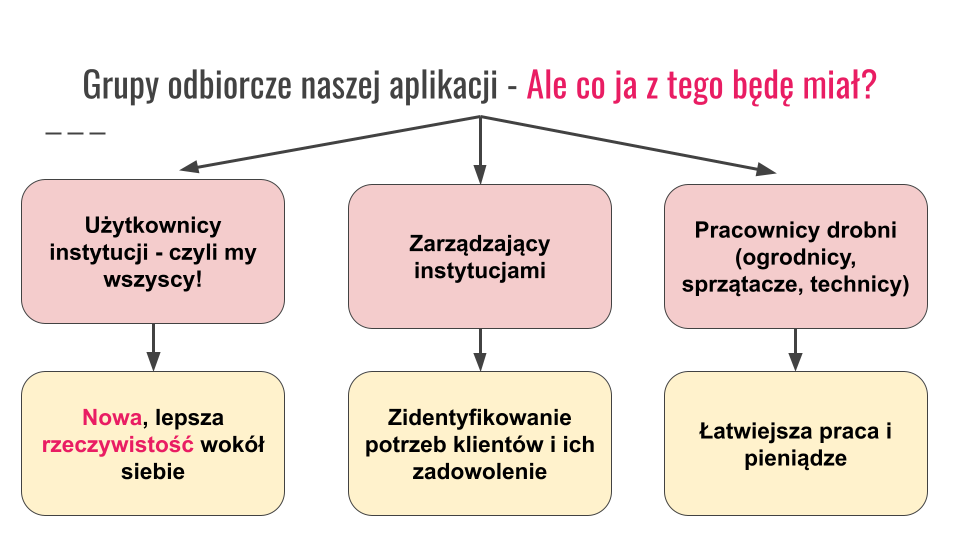 Grupy odbiorcze naszej aplikacji - Ale co ja z tego będę miał?
Użytkownicy
instytucji - czyli my
wszyscy!
Zarządzający
instytucjami
Pracownicy drobni
(ogrodnicy,
sprzątacze, technicy)
Nowa, lepsza
rzeczywistość wokół
siebie
Zidentyfikowanie
potrzeb klientów i ich
zadowolenie
Łatwiejsza praca i
pieniądze